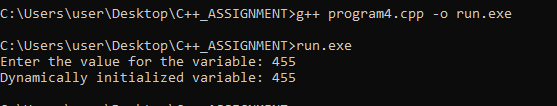 C:\Users\user\Desktop\C++_ASSIGNMENT>g++ program4.cpp -o run.exe
C:\Users\user\Desktop\C++_ASSIGNMENT>run.exe
Enter the value for the variable: 455
Dynamically initialized variable: 455